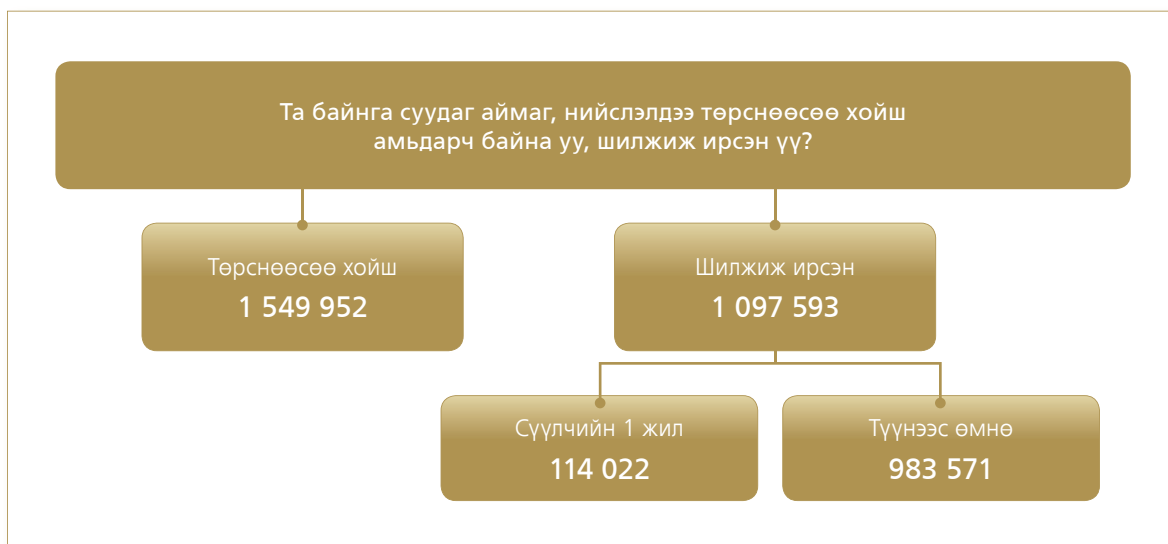 Та байнга суудаг аймаг, нийслэлдээ төрснөөсөө хойш
амьдарч байна уу, шилжиж ирсэн үү?
Төрснөөсөө хойш
1 549 952
Шилжиж ирсэн
1 097 593
Сүүлчийн 1 жил
114 022
Түүнээс өмнө
983 571